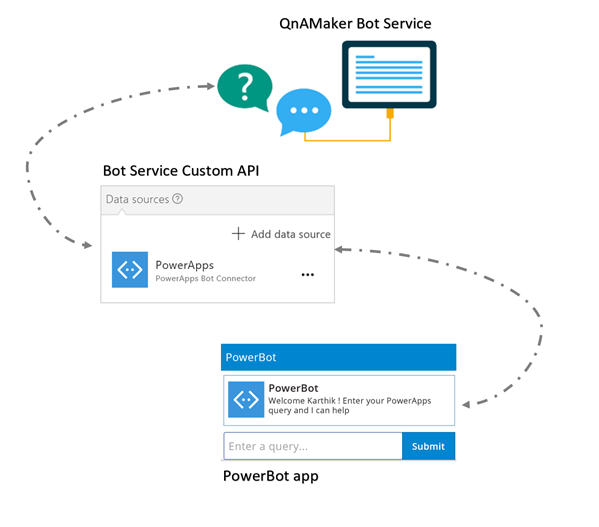 QnAMaker Bot Service
?
Bot Service Custom API
Data sources ?
+ Add data source
PowerApps
PowerApps Bot Connector
...
PowerBot
PowerBot
Welcome Karthik ! Enter your PowerApps
query and I can help
Enter a query...
Submit
PowerBot app